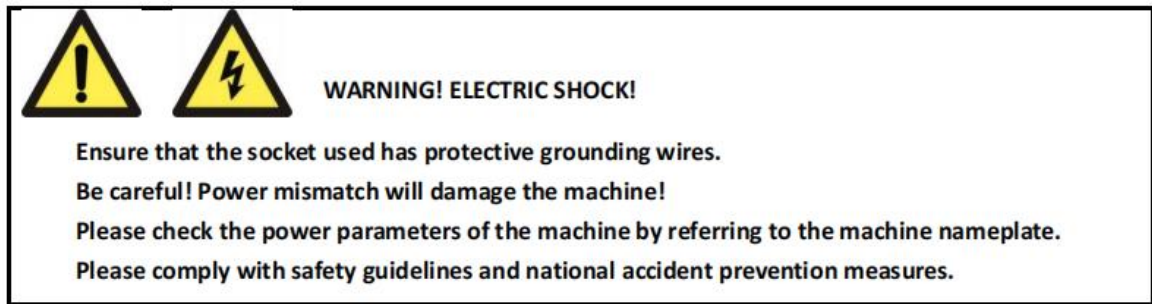 WARNING! ELECTRIC SHOCK!
Ensure that the socket used has protective grounding wires.
Be careful! Power mismatch will damage the machine!
Please check the power parameters of the machine by referring to the machine nameplate.
Please comply with safety guidelines and national accident prevention measures.